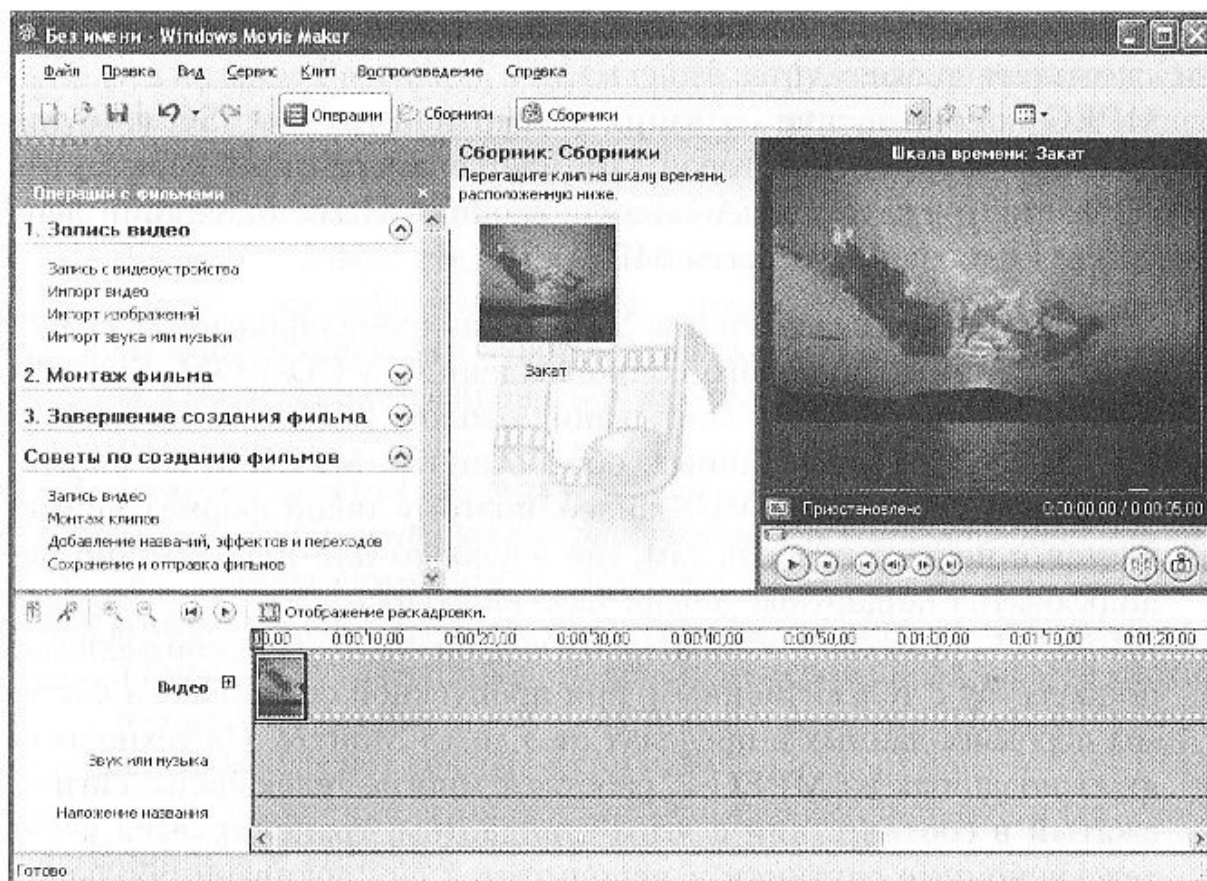 Без имени - Windows Movie Maker
Файл Правка Вид Сервис Клип Воспроизведение Справка
Операции Сборники Сборники
Операции с фильмами
1. Запись видео
Запись с видеоустройства
Импорт видео
Импорт изображений
Импорт звука или музыки
2. Монтаж фильма
3. Завершение создания фильма
Советы по созданию фильмов
Запись видео
Монтаж клипов
Добавление названий, эффектов и переходов
Сохранение и отправка фильмов
Сборник: Сборники
Перетащите клип на шкалу времени,
расположенную ниже.
Закат
Шкала времени: Закат
Приостановлено 0:00:00,00 / 0:00:05,00
Отображение раскадровки.
0:00:10,00 0:00:20,00 0:00:30,00 0:00:40,00 0:00:50,00 0:01:00,00 0:01:10,00 0:01:20,00
Видео
Звук или музыка
Наложение названия
Готово